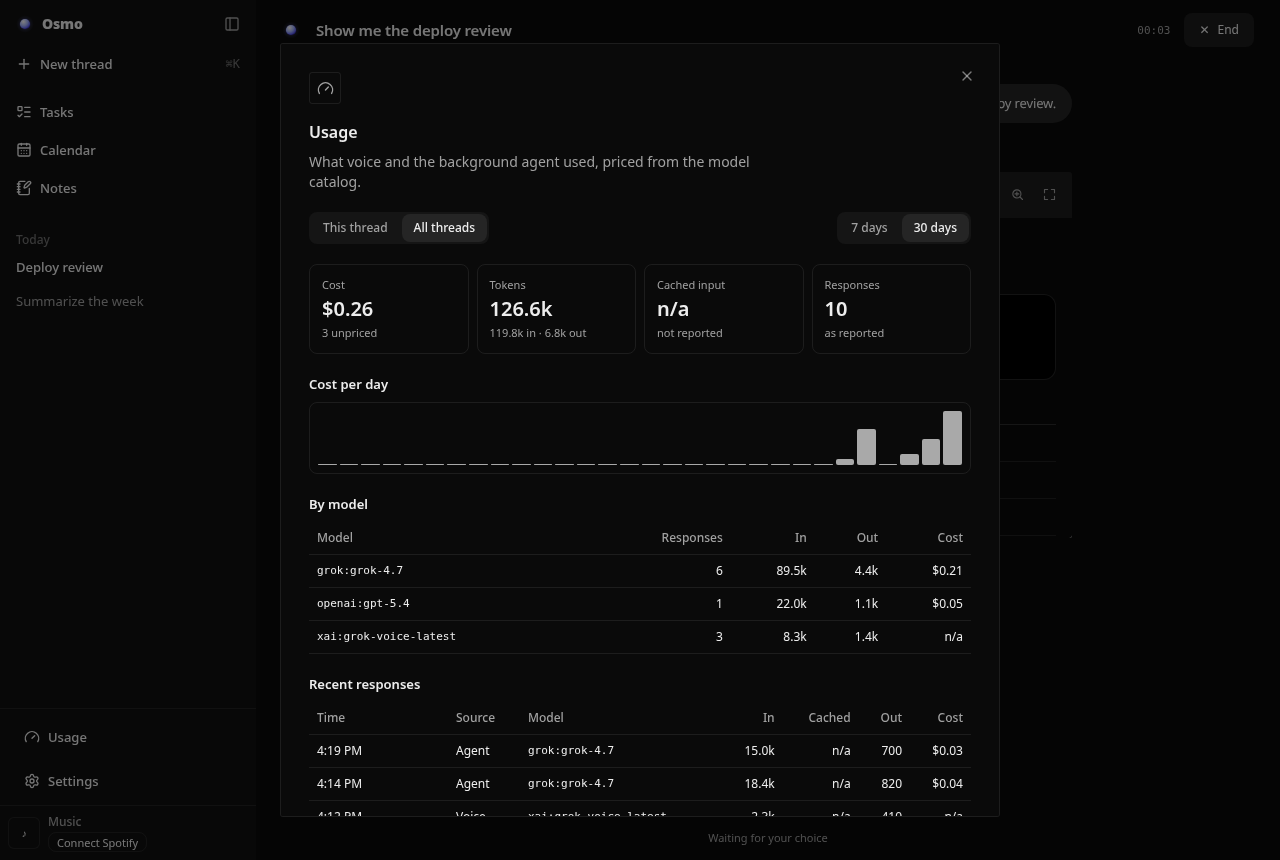 Osmo
New thread
⌘K
Tasks
Calendar
Notes
Today
Deploy review
Summarize the week
Usage
Settings
Music
Connect Spotify
Show me the deploy review
00:03
End
by review.
Usage
What voice and the background agent used, priced from the model
catalog.
This thread
All threads
7 days
30 days
Cost
$0.26
3 unpriced
Tokens
126.6k
119.8k in · 6.8k out
Cached input
n/a
not reported
Responses
10
as reported
Cost per day
By model
Model Responses In Out Cost
grok:grok-4.7 6 89.5k 4.4k $0.21
openai:gpt-5.4 1 22.0k 1.1k $0.05
xai:grok-voice-latest 3 8.3k 1.4k n/a
Recent responses
Time Source Model In Cached Out Cost
4:19 PM Agent grok:grok-4.7 15.0k n/a 700 $0.03
4:14 PM Agent grok:grok-4.7 18.4k n/a 820 $0.04
Voice xai:grok-voice-latest n/a 410 n/a
Waiting for your choice